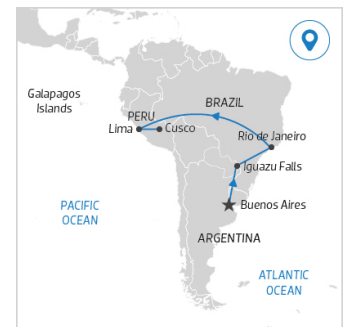 Galapagos
Islands
BRAZIL
PERU
Lima
Cusco
Rio de Janeiro
Iguazu Falls
PACIFIC
OCEAN
Buenos Aires
ARGENTINA
ATLANTIC
OCEAN